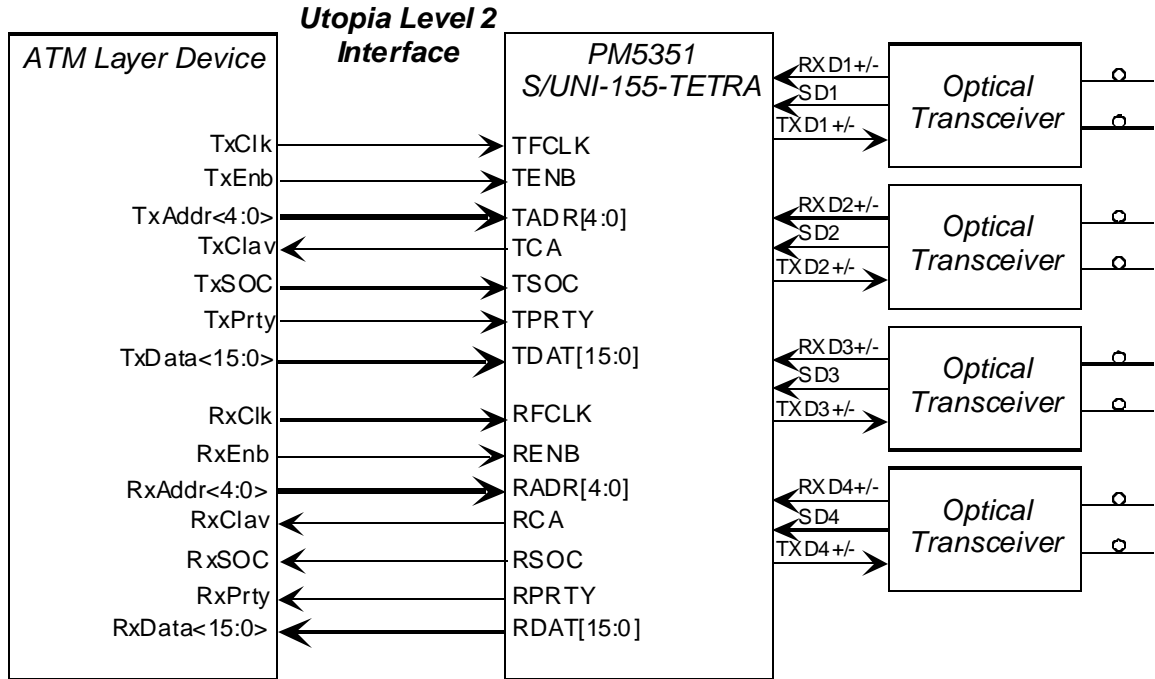 Utopia Level 2
Interface
ATM Layer Device
TxClk
TxEnb
TxAddr<4:0>
TxClav
TxSOC
TxPrty
TxData<15:0>
RxClk
RxEnb
RxAddr<4:0>
RxClav
RxSOC
RxPrty
RxData<15:0>
PM5351
S/UNI-155-TETRA
TFCLK
TENB
TADR[4:0]
TCA
TSOC
TPRTY
TDAT[15:0]
RFCLK
RENB
RADR[4:0]
RCA
RSOC
RPRTY
RDAT[15:0]
RXD1+/-
SD1
TXD1+/-
Optical
Transceiver
RXD2+/-
SD2
TXD2+/-
Optical
Transceiver
RXD3+/-
SD3
TXD3+/-
Optical
Transceiver
RXD4+/-
SD4
TXD4+/-
Optical
Transceiver